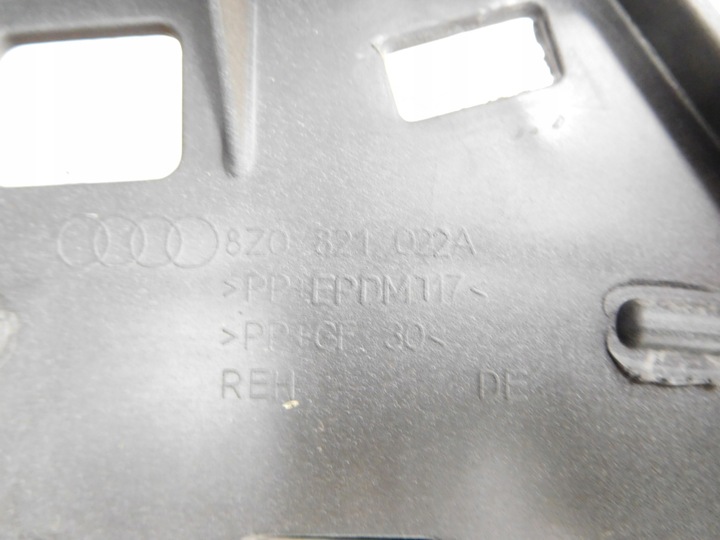 8Z0 821 022A
>PP+EPDM T17<
>PP+GF 30<
REH DE